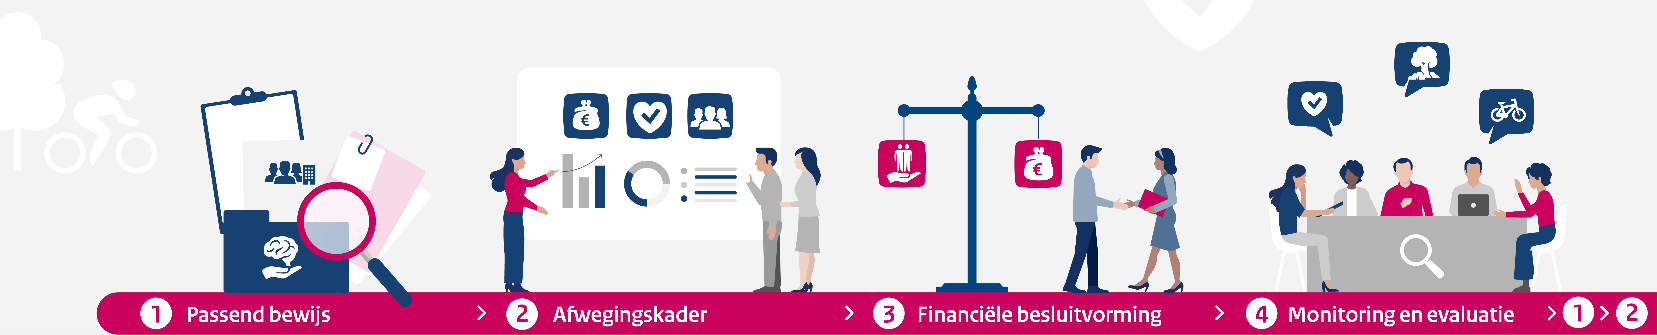 €
€
1 Passend bewijs > 2 Afwegingskader > 3 Financiële besluitvorming > 4 Monitoring en evaluatie > 1 > 2